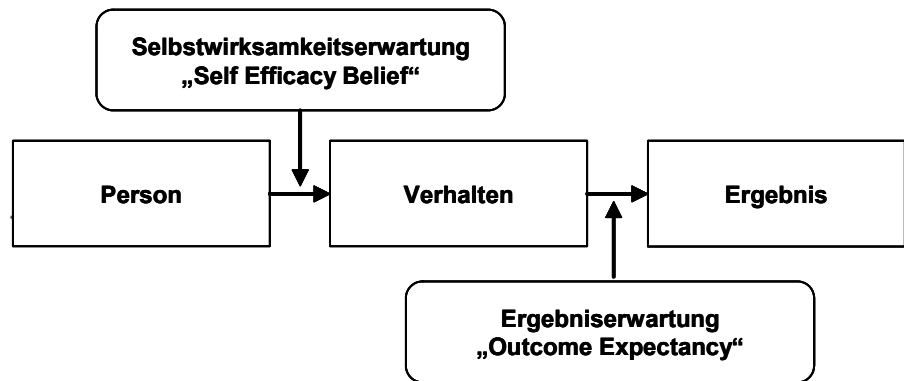 Selbstwirksamkeitserwartung
„Self Efficacy Belief“
Person
Verhalten
Ergebnis
Ergebniserwartung
„Outcome Expectancy“